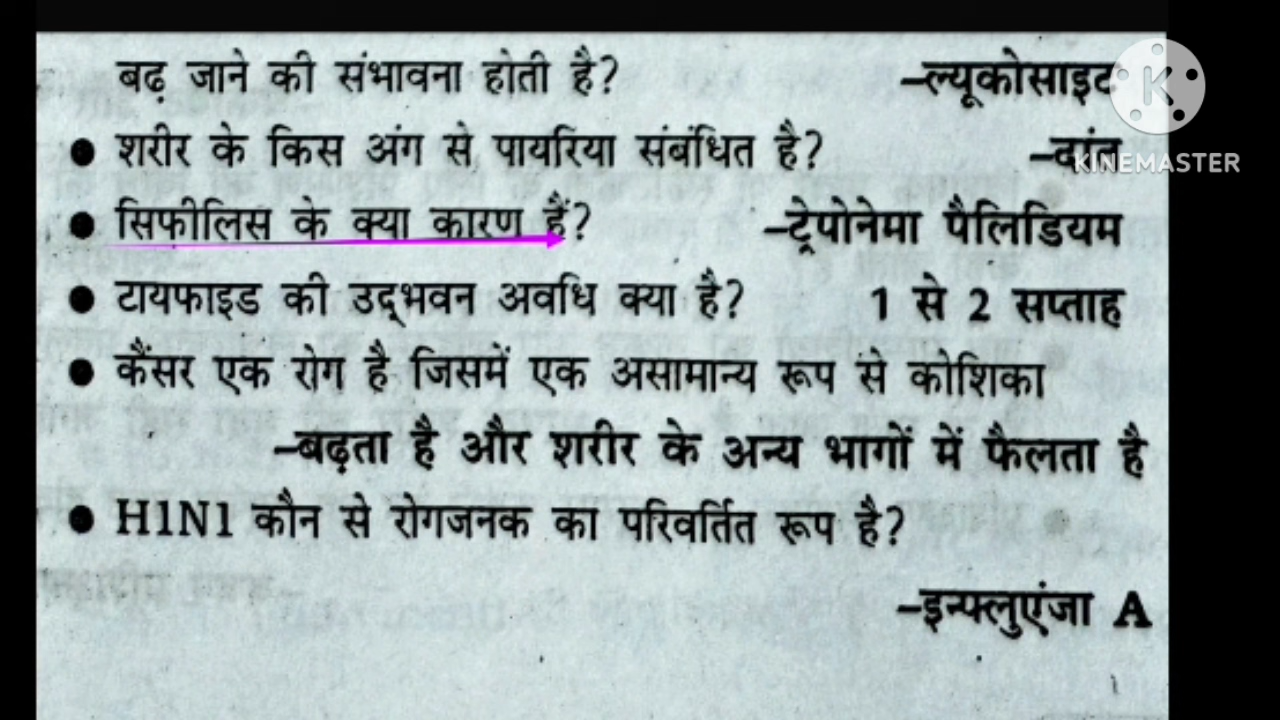 बढ़ जाने की संभावना होती है? –ल्यूकोसाइट
K
● शरीर के किस अंग से पायरिया संबंधित है? –दांत
KINEMASTER
● सिफीलिस के क्या कारण हैं? –ट्रेपोनेमा पैलिडियम
● टायफाइड की उद्भवन अवधि क्या है? 1 से 2 सप्ताह
● कैंसर एक रोग है जिसमें एक असामान्य रूप से कोशिका
–बढ़ता है और शरीर के अन्य भागों में फैलता है
● H1N1 कौन से रोगजनक का परिवर्तित रूप है?
–इन्फ्लुएंजा A